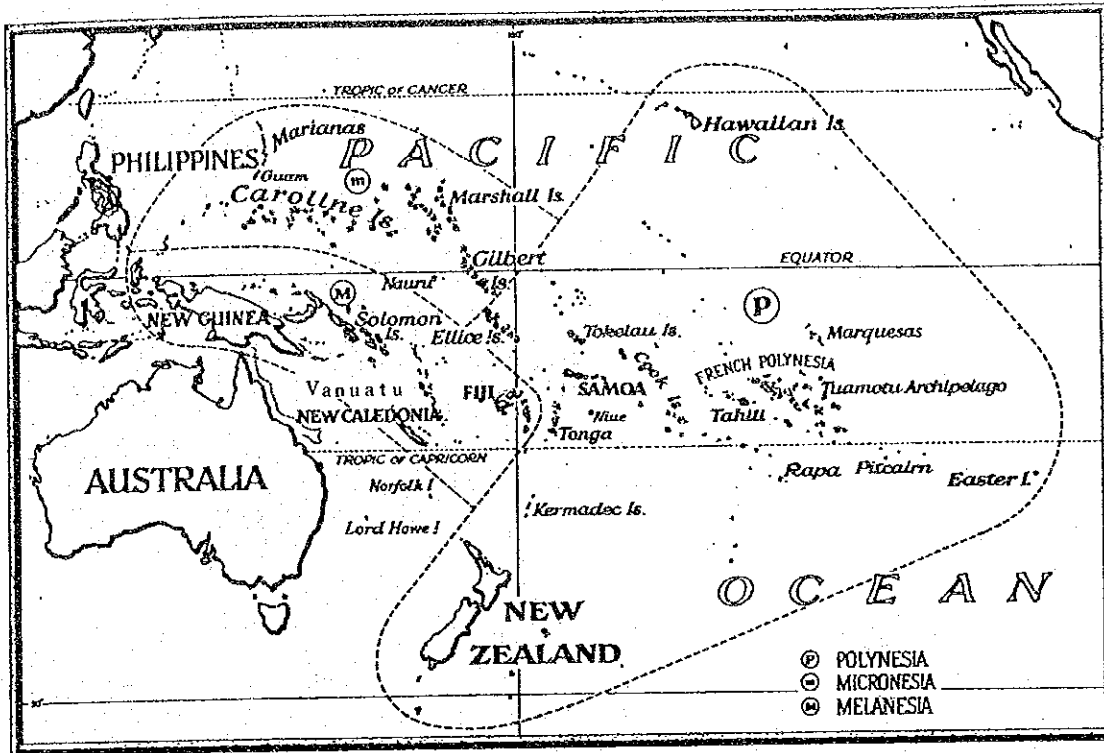 180°
TROPIC OF CANCER
Hawaiian Is.
Marianas
PACIFIC
PHILIPPINES
Guam
m
Caroline Is.
Marshall Is.
Gilbert Is.
EQUATOR
Nauru
M
P
NEW GUINEA
Solomon Is.
Ellice Is.
Tokelau Is.
Marquesas
FRENCH POLYNESIA
Vanuatu
FIJI
SAMOA
Cook Is.
Tuamotu Archipelago
NEW CALEDONIA
Niue
Tahiti
Tonga
TROPIC OF CAPRICORN
AUSTRALIA
Norfolk I
Rapa
Pitcairn
Easter I.
Lord Howe I
Kermadec Is.
OCEAN
NEW
ZEALAND
P POLYNESIA
m MICRONESIA
M MELANESIA